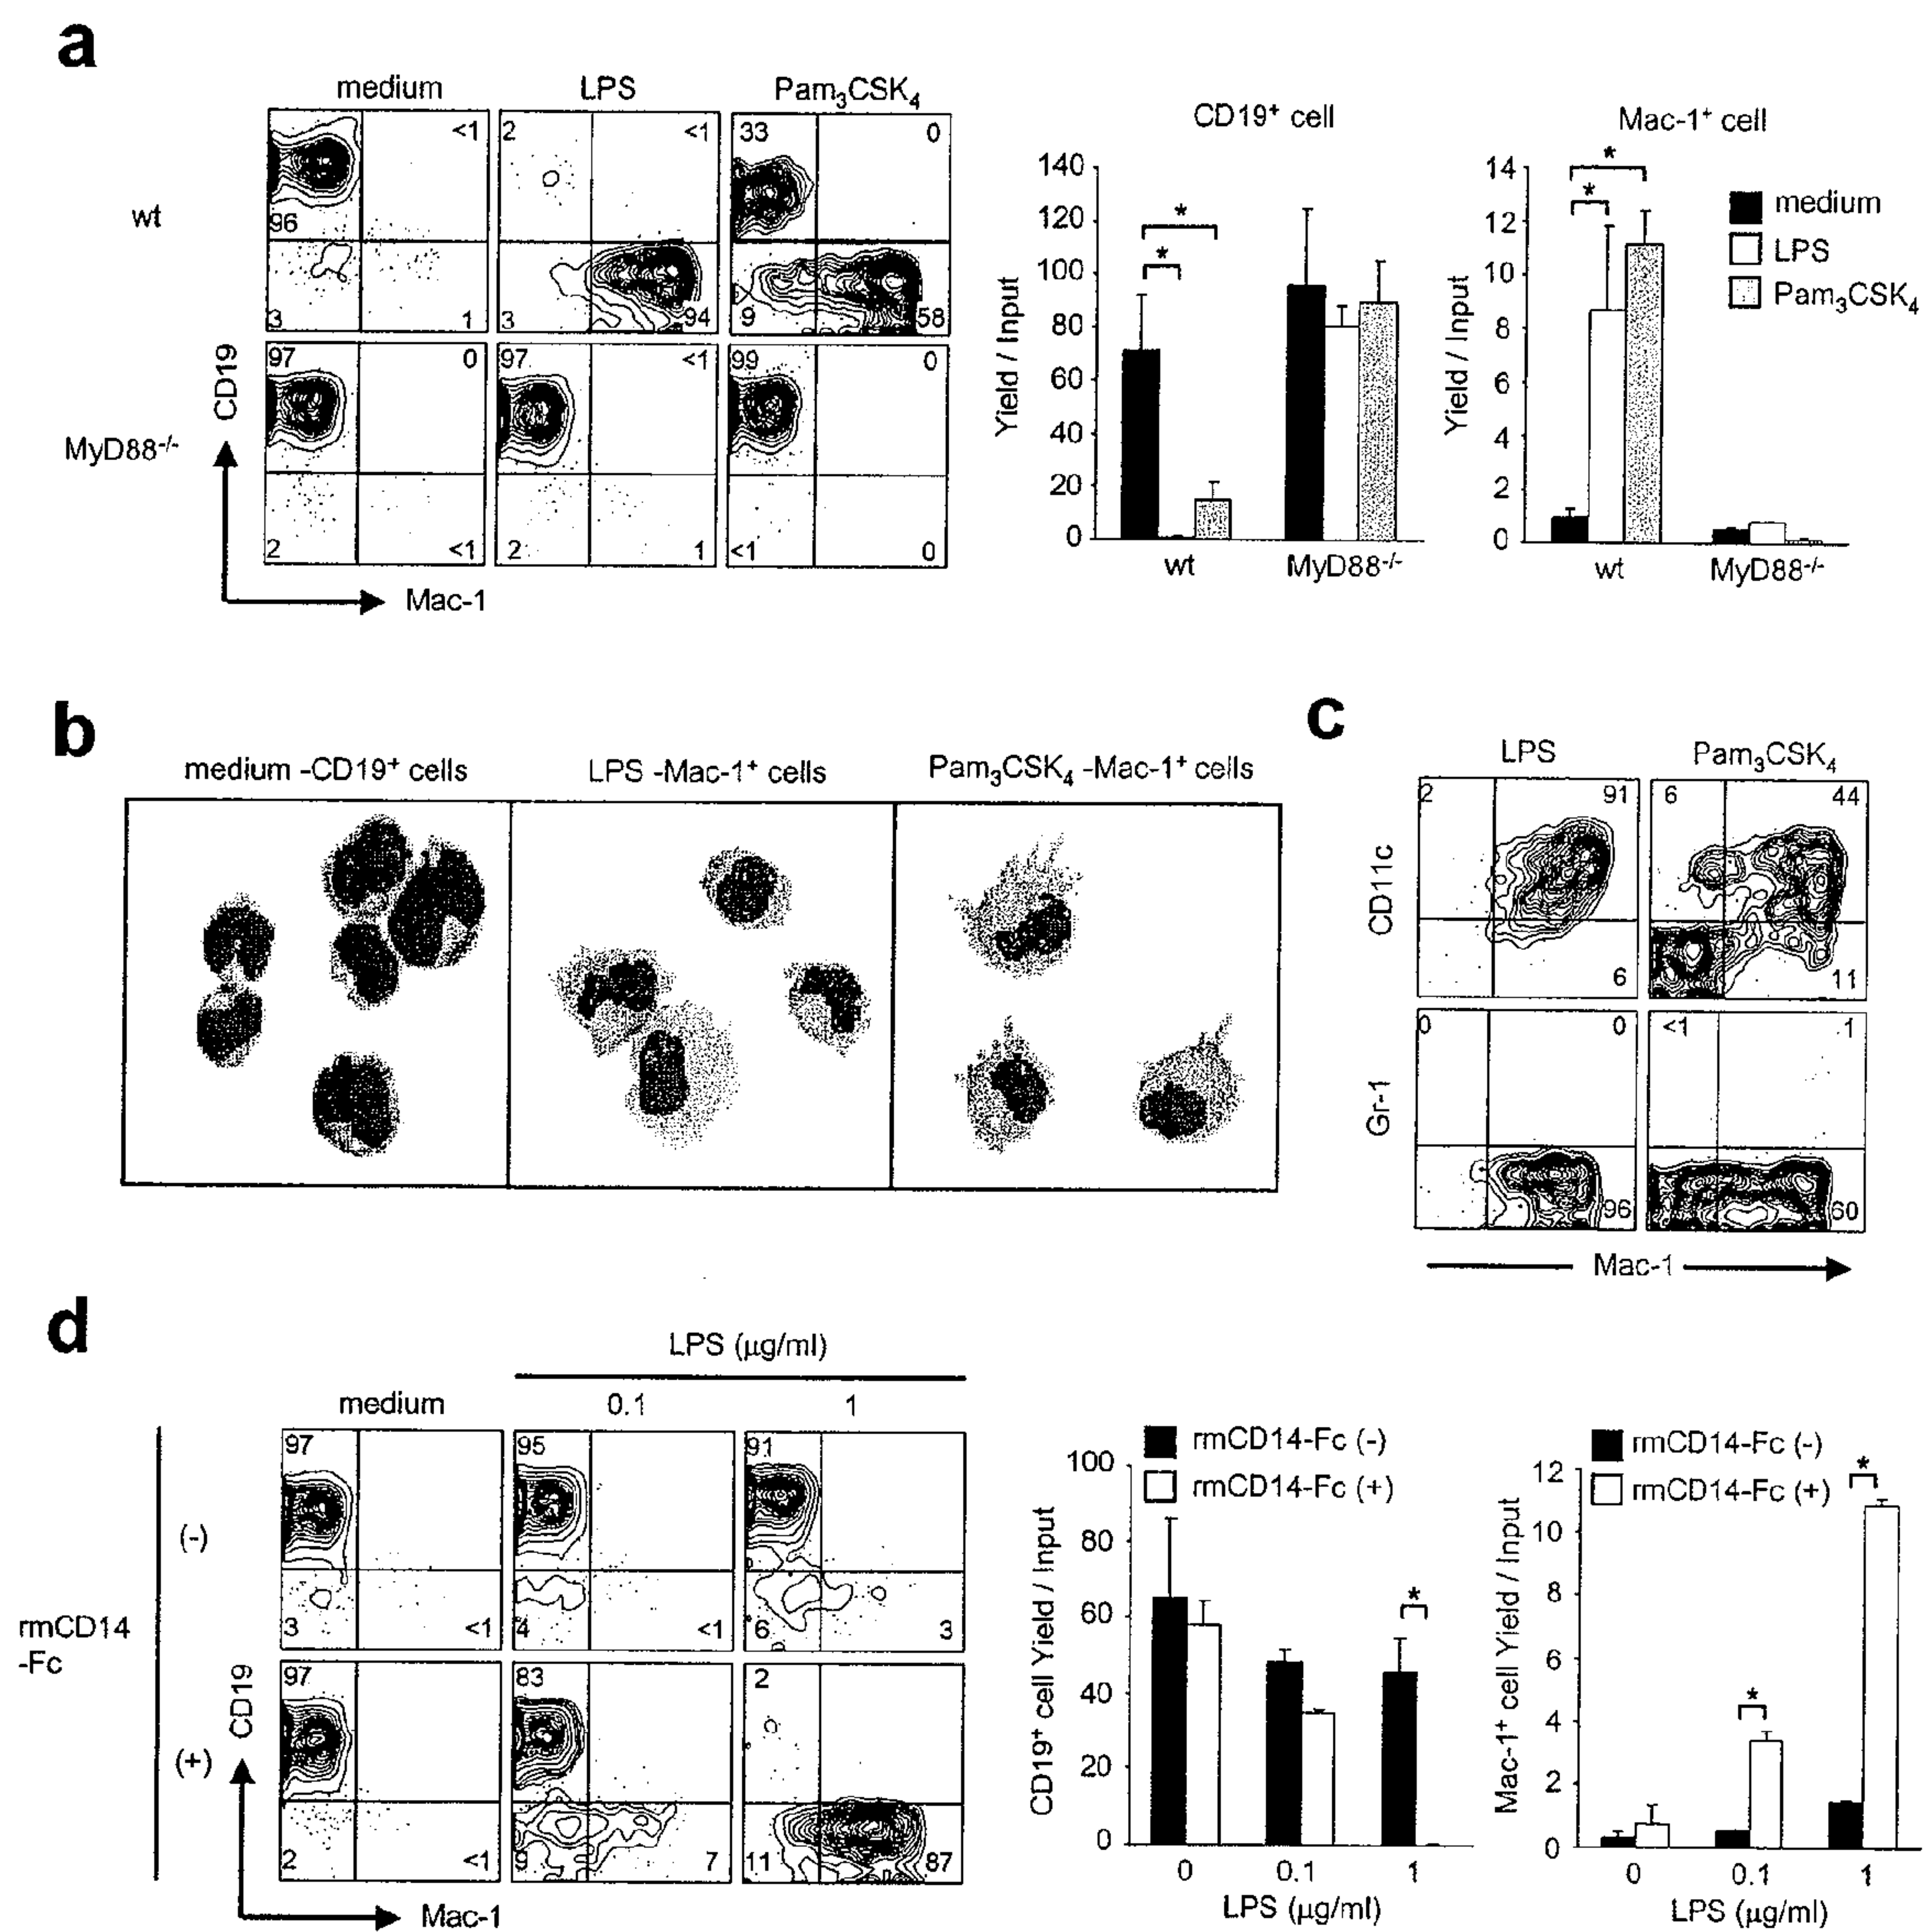 a
medium
LPS
Pam3CSK4
wt
<1
96
3
1
2
<1
3
94
33
0
9
58
MyD88-/-
97
0
2
<1
97
<1
2
1
99
0
<1
0
CD19
Mac-1
CD19+ cell
Yield / Input
140
120
100
80
60
40
20
0
wt
MyD88-/-
Mac-1+ cell
Yield / Input
14
12
10
8
6
4
2
0
wt
MyD88-/-
*
*
*
*
medium
LPS
Pam3CSK4
b
medium -CD19+ cells
LPS -Mac-1+ cells
Pam3CSK4 -Mac-1+ cells
c
LPS
Pam3CSK4
CD11c
2
91
6
6
44
11
Gr-1
0
0
96
<1
1
60
Mac-1
d
LPS (μg/ml)
medium
0.1
1
rmCD14
-Fc
(-)
97
3
<1
95
4
<1
91
6
3
(+)
97
2
<1
83
9
7
2
11
87
CD19
Mac-1
rmCD14-Fc (-)
rmCD14-Fc (+)
CD19+ cell Yield / Input
100
80
60
40
20
0
*
0
0.1
1
LPS (μg/ml)
rmCD14-Fc (-)
rmCD14-Fc (+)
Mac-1+ cell Yield / Input
12
10
8
6
4
2
0
*
*
0
0.1
1
LPS (μg/ml)